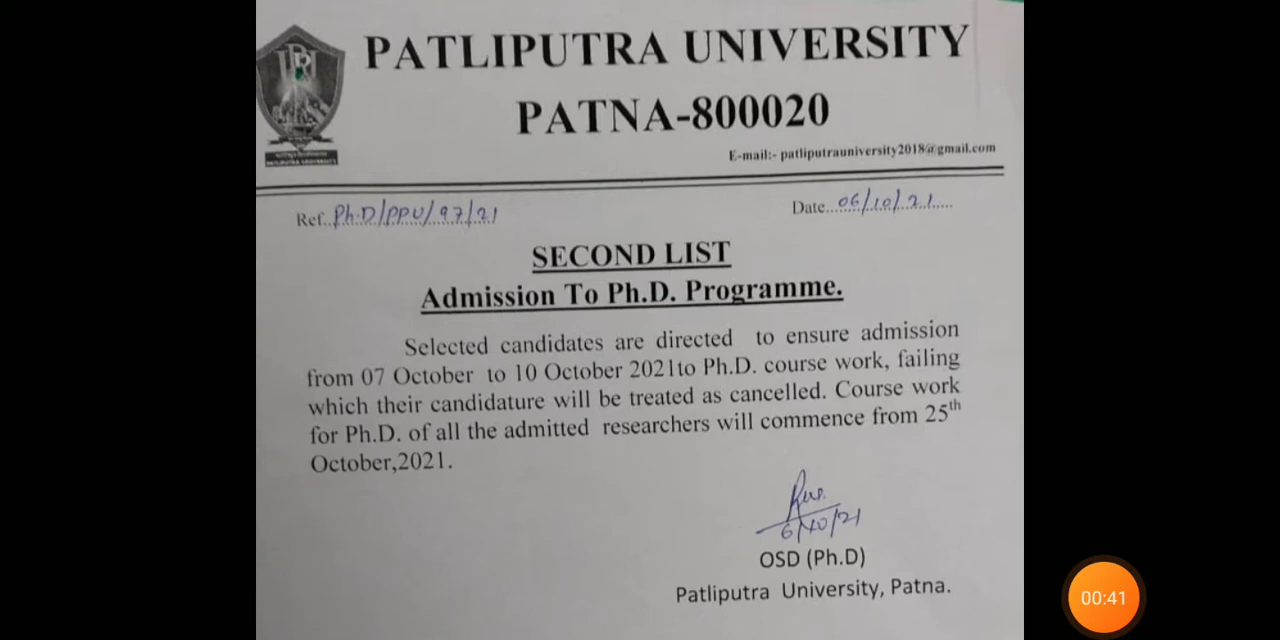 PATLIPUTRA UNIVERSITY
PATNA-800020
E-mail:- patliputrauniversity2018@gmail.com
Ref..Ph.D/PPU/97/21
Date...06/10/21.....
SECOND LIST
Admission To Ph.D. Programme.
Selected candidates are directed to ensure admission
from 07 October to 10 October 2021to Ph.D. course work, failing
which their candidature will be treated as cancelled. Course work
for Ph.D. of all the admitted researchers will commence from 25th
October,2021.
6/10/21
OSD (Ph.D)
Patliputra University, Patna.
00:41